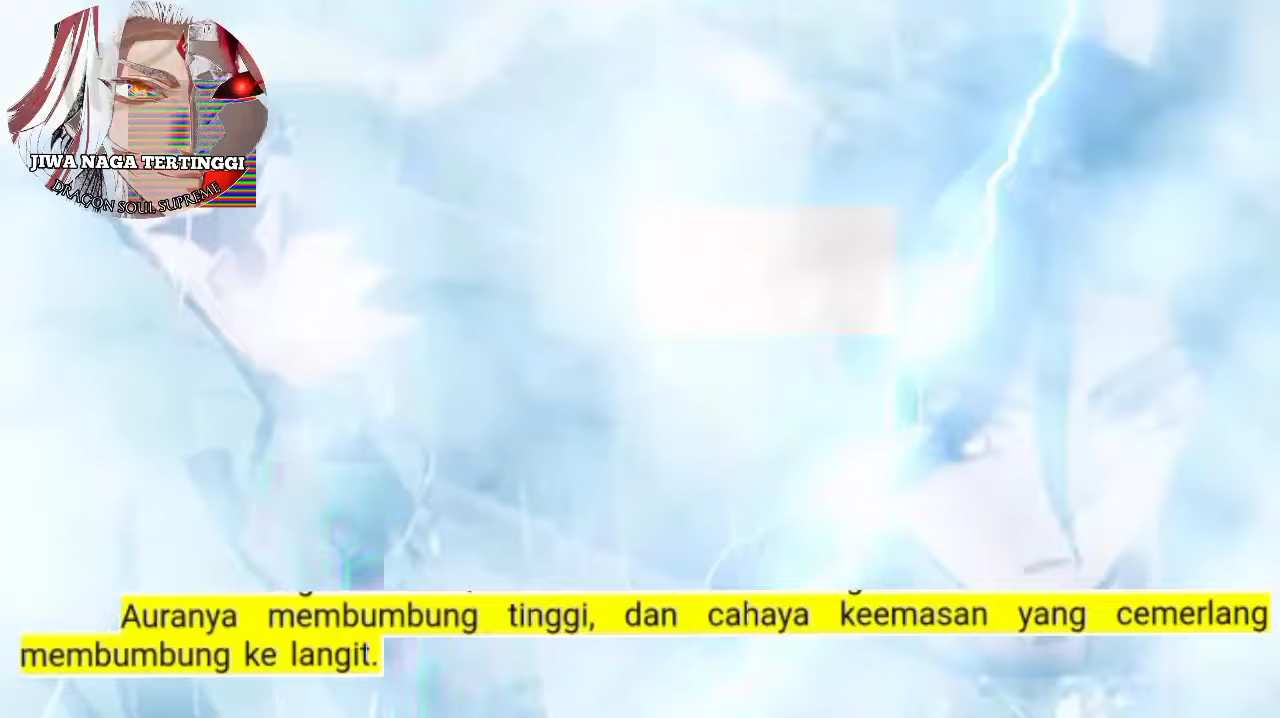 JIWA NAGA TERTINGGI
DRAGON SOUL SUPREME
Auranya membumbung tinggi, dan cahaya keemasan yang cemerlang
membumbung ke langit.